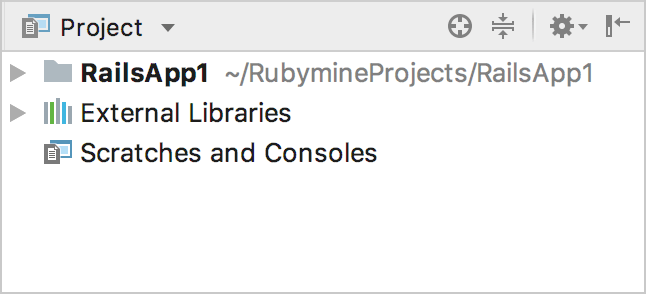 Project
RailsApp1 ~/RubymineProjects/RailsApp1
External Libraries
Scratches and Consoles